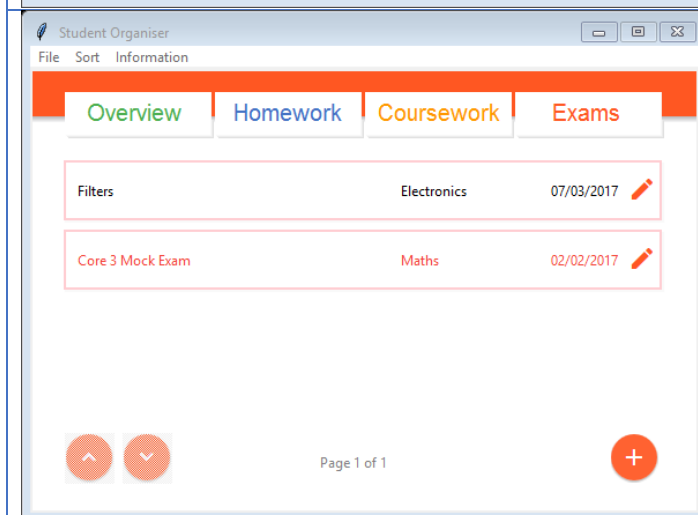 Student Organiser
File Sort Information
Overview Homework Coursework Exams
Filters Electronics 07/03/2017
Core 3 Mock Exam Maths 02/02/2017
Page 1 of 1